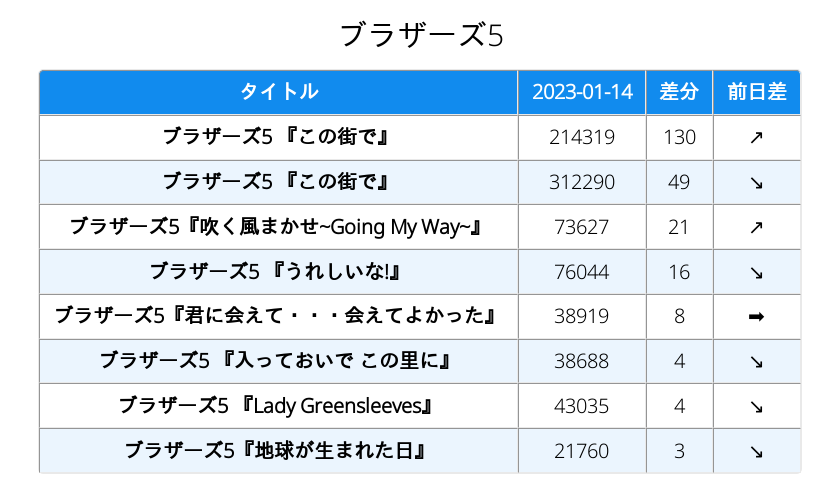 ブラザーズ5
タイトル 2023-01-14 差分 前日差
ブラザーズ5 『この街で』 214319 130 ↗
ブラザーズ5 『この街で』 312290 49 ↘
ブラザーズ5『吹く風まかせ~Going My Way~』 73627 21 ↗
ブラザーズ5 『うれしいな!』 76044 16 ↘
ブラザーズ5『君に会えて・・・会えてよかった』 38919 8 ➡
ブラザーズ5 『入っておいで この里に』 38688 4 ↘
ブラザーズ5 『Lady Greensleeves』 43035 4 ↘
ブラザーズ5『地球が生まれた日』 21760 3 ↘